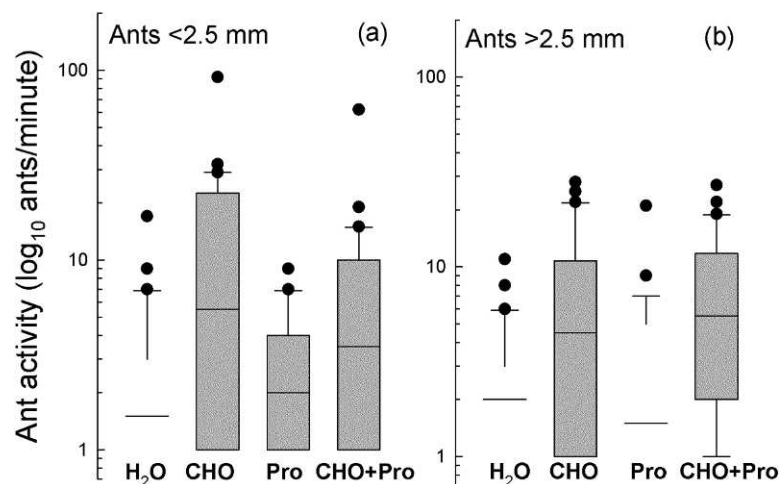 Ants <2.5 mm (a)
Ants >2.5 mm (b)
Ant activity (log₁₀ ants/minute)
100
10
1
100
10
1
H₂O CHO Pro CHO+Pro
H₂O CHO Pro CHO+Pro